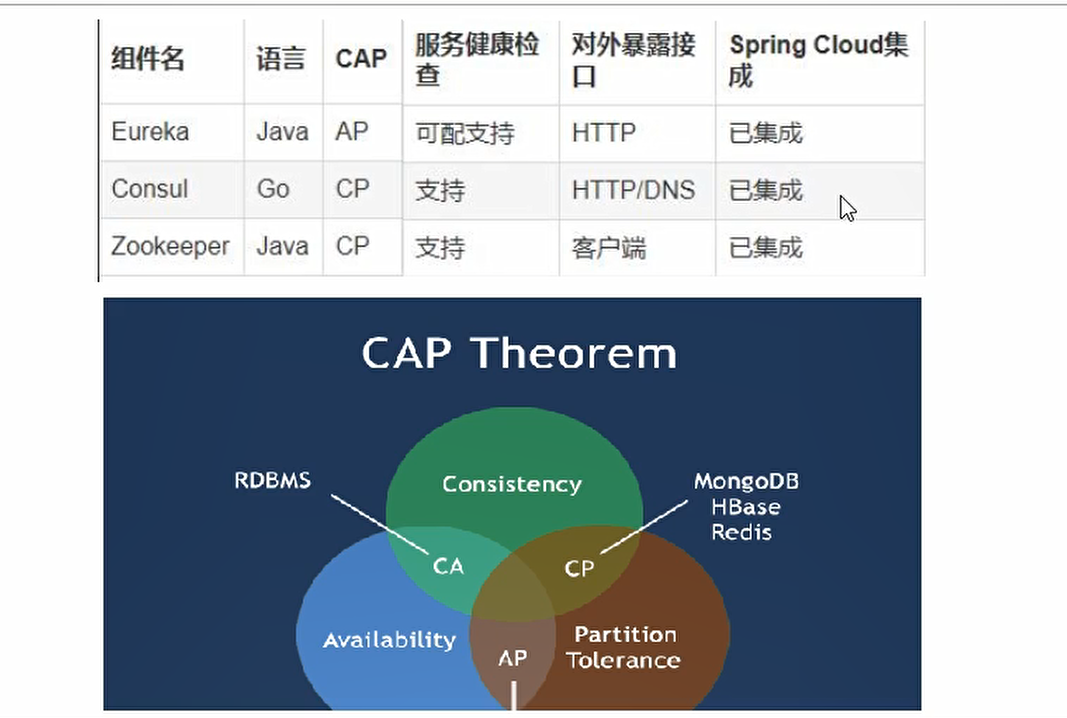 组件名 语言 CAP 服务健康检查 对外暴露接口 Spring Cloud集成
Eureka Java AP 可配支持 HTTP 已集成
Consul Go CP 支持 HTTP/DNS 已集成
Zookeeper Java CP 支持 客户端 已集成
CAP Theorem
RDBMS
Consistency
MongoDB
HBase
Redis
CA
CP
Availability
Partition
Tolerance
AP